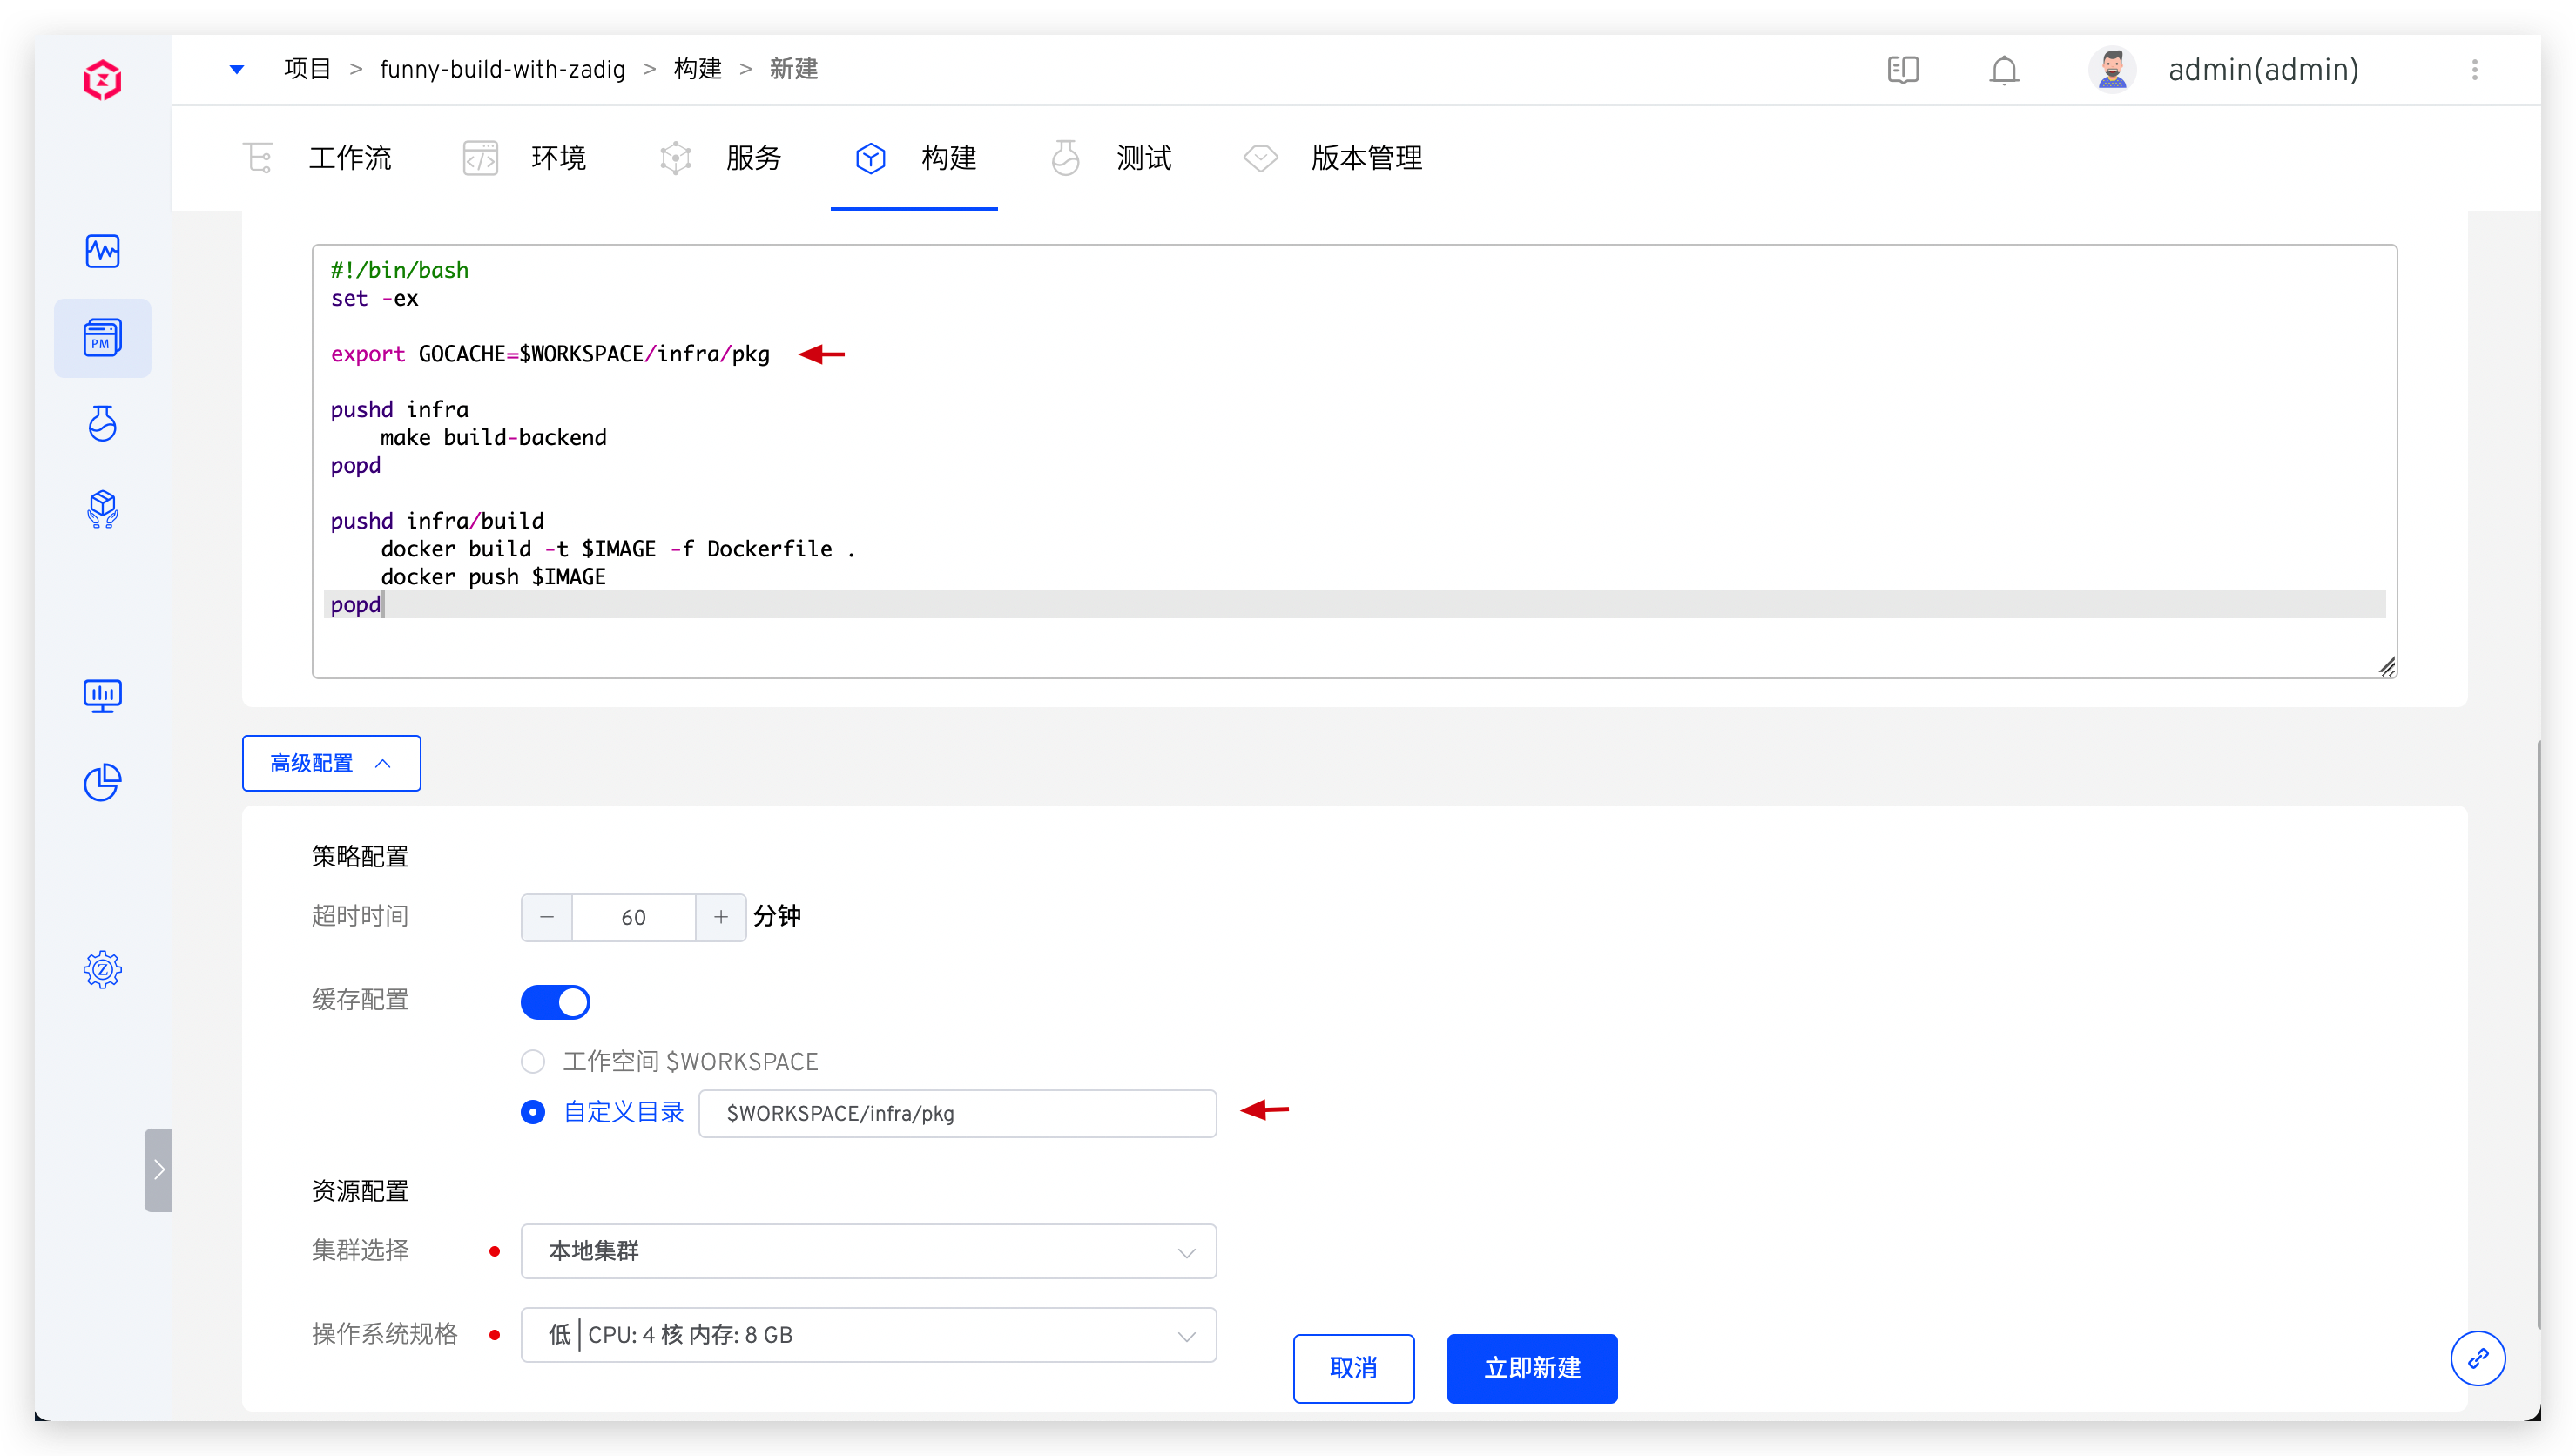 项目 > funny-build-with-zadig > 构建 > 新建
admin(admin)
工作流 环境 服务 构建 测试 版本管理
PM
#!/bin/bash
set -ex
export GOCACHE=$WORKSPACE/infra/pkg
pushd infra
make build-backend
popd
pushd infra/build
docker build -t $IMAGE -f Dockerfile .
docker push $IMAGE
popd
高级配置
策略配置
超时时间 − 60 + 分钟
缓存配置
工作空间 $WORKSPACE
自定义目录 $WORKSPACE/infra/pkg
资源配置
集群选择 本地集群
操作系统规格 低 | CPU: 4 核 内存: 8 GB
取消 立即新建